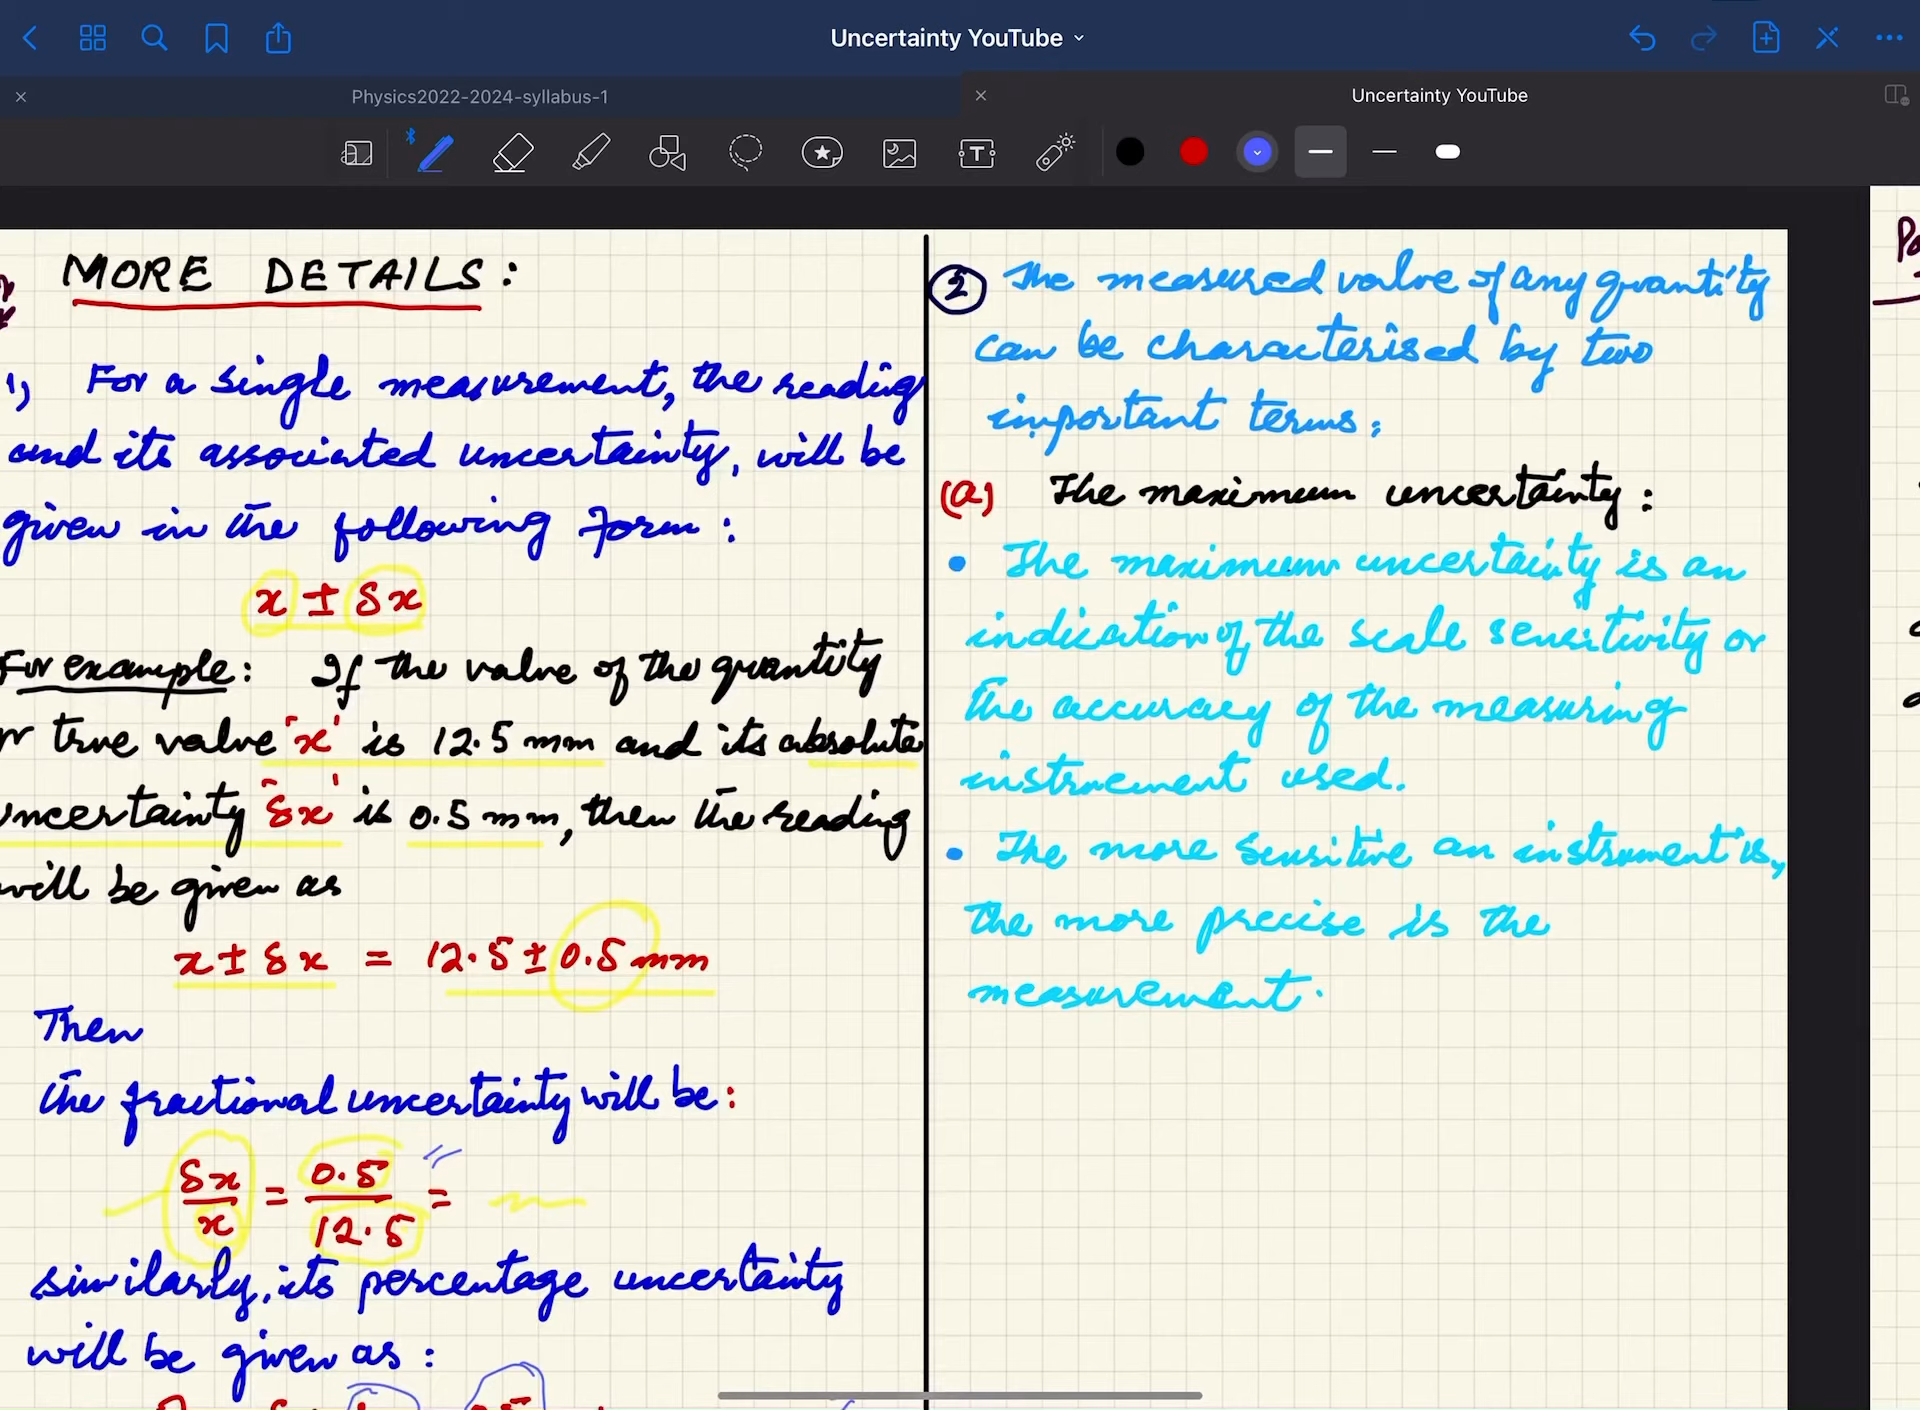 Uncertainty YouTube
Physics2022-2024-syllabus-1
Uncertainty YouTube
MORE DETAILS:
1) For a single measurement, the reading
and its associated uncertainty, will be
given in the following form:
x ± δx
For example: If the value of the quantity
true value 'x' is 12.5 mm and its absolute
uncertainty 'δx' is 0.5 mm, then the reading
will be given as
x ± δx = 12.5 ± 0.5 mm
Then
the fractional uncertainty will be:
δx/x = 0.5/12.5 =
similarly, its percentage uncertainty
will be given as:
② The measured value of any quantity
can be characterised by two
important terms:
(a) The maximum uncertainty:
• The maximum uncertainty is an
indication of the scale sensitivity or
the accuracy of the measuring
instrument used.
• The more sensitive an instrument is,
the more precise is the
measurement.